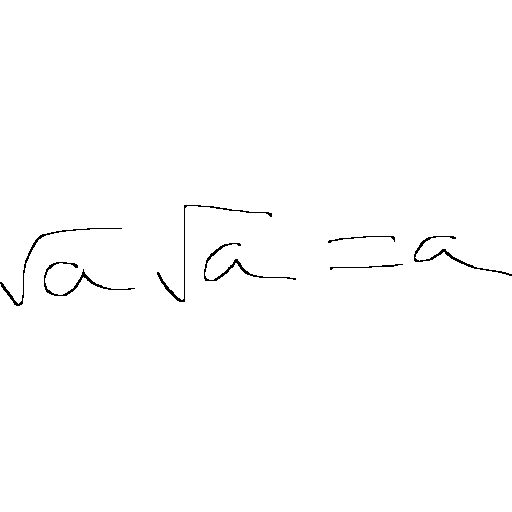 √a √a = a